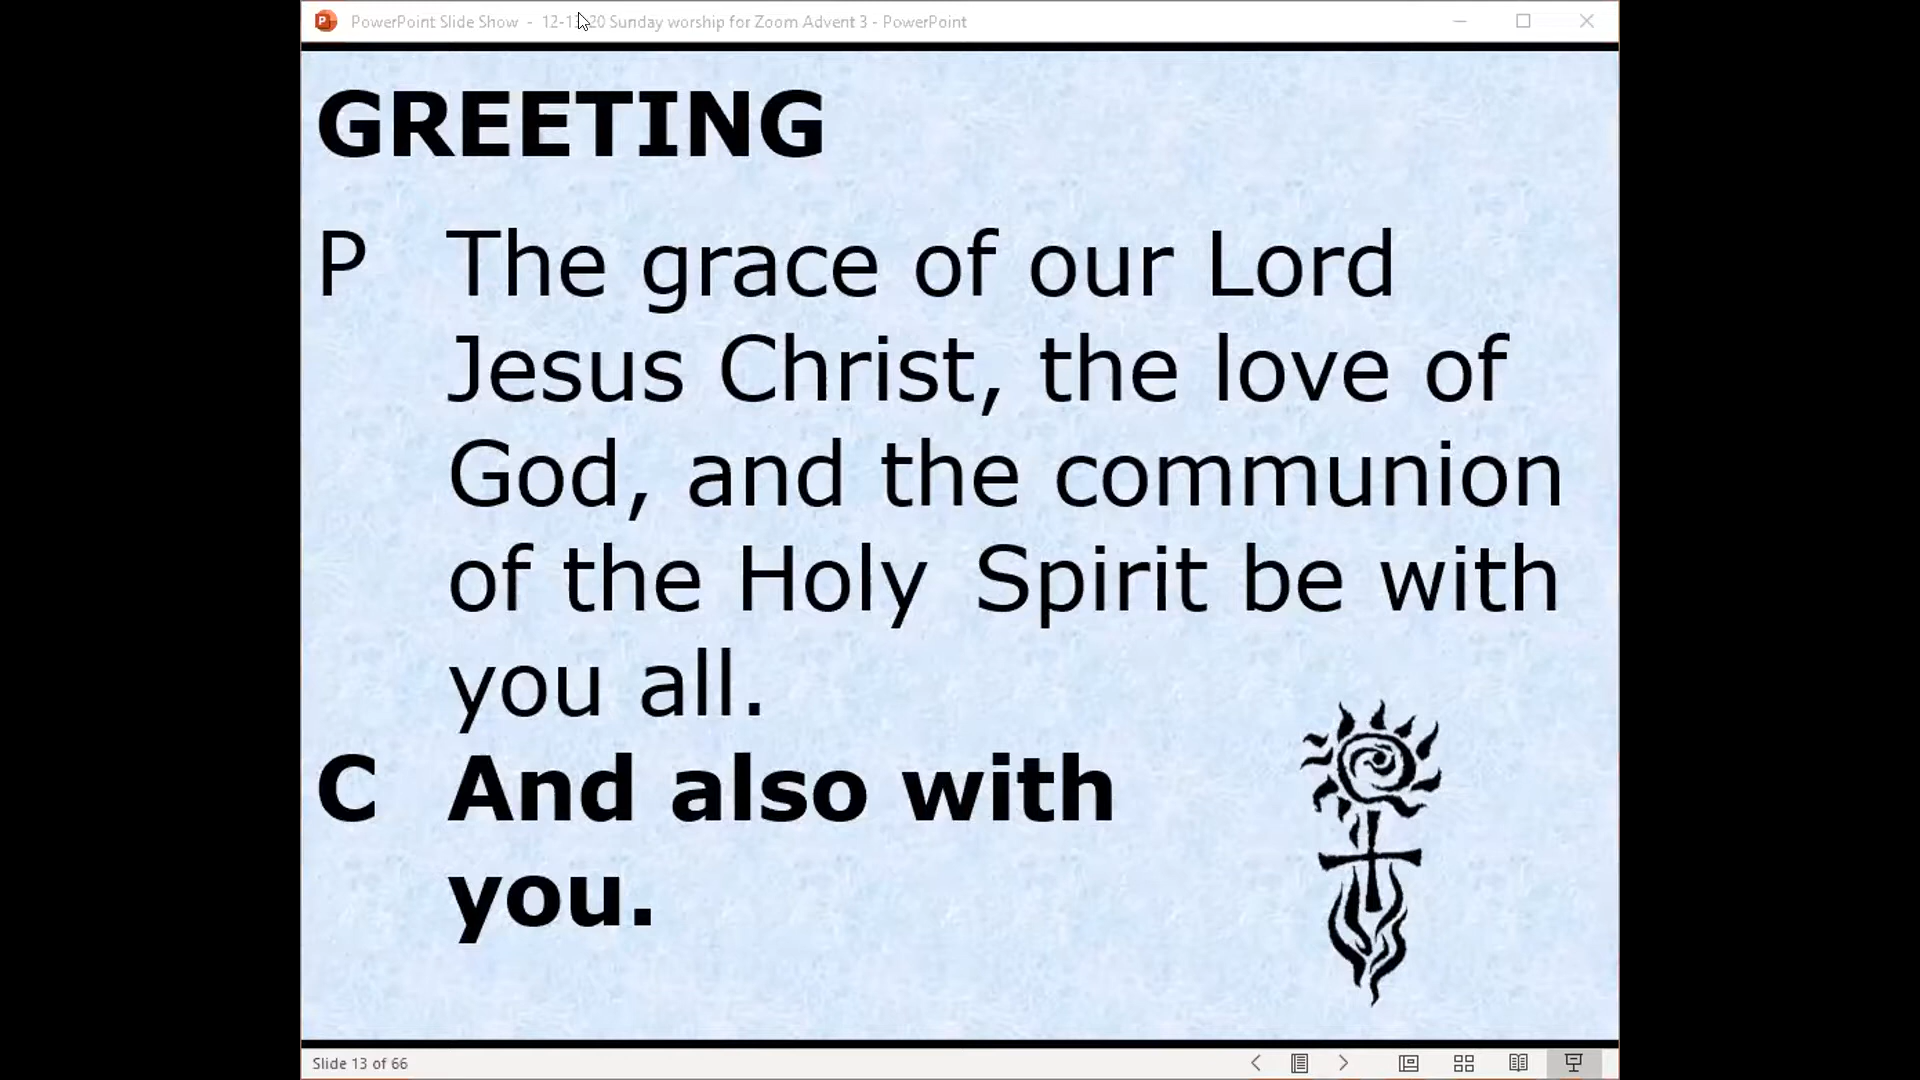 PowerPoint Slide Show - 20 Sunday worship for Zoom Advent 3 - PowerPoint
GREETING
P The grace of our Lord
Jesus Christ, the love of
God, and the communion
of the Holy Spirit be with
you all.
C And also with
you.
Slide 13 of 66